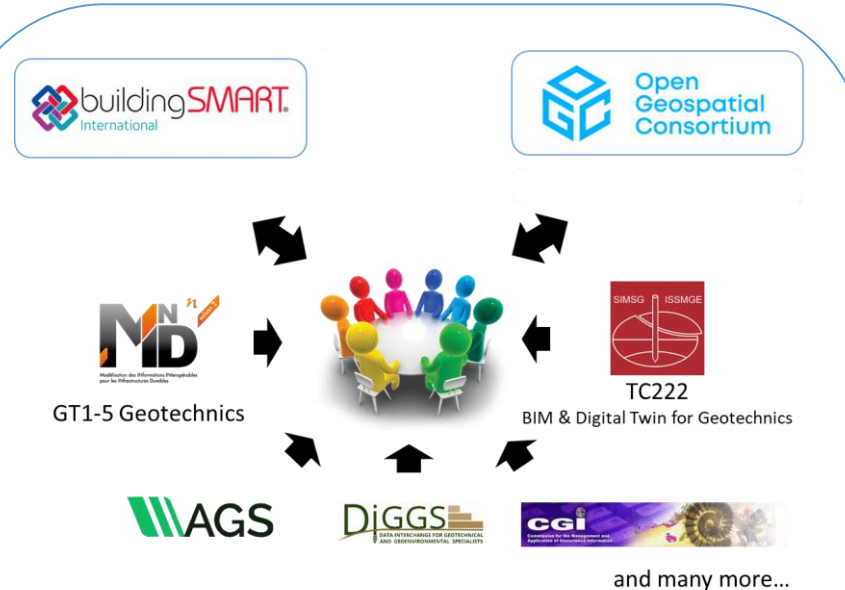 buildingSMART®
International
OGC
Open
Geospatial
Consortium
MINnD
n
Modélisation des INformations INteropérables
pour les INfrastructures Durables
GT1-5 Geotechnics
SIMSG ISSMGE
TC222
BIM & Digital Twin for Geotechnics
AGS
DIGGS
DATA INTERCHANGE FOR GEOTECHNICAL
AND GEOENVIRONMENTAL SPECIALISTS
CGI
Commission for the Management and
Application of Geoscience Information
and many more...